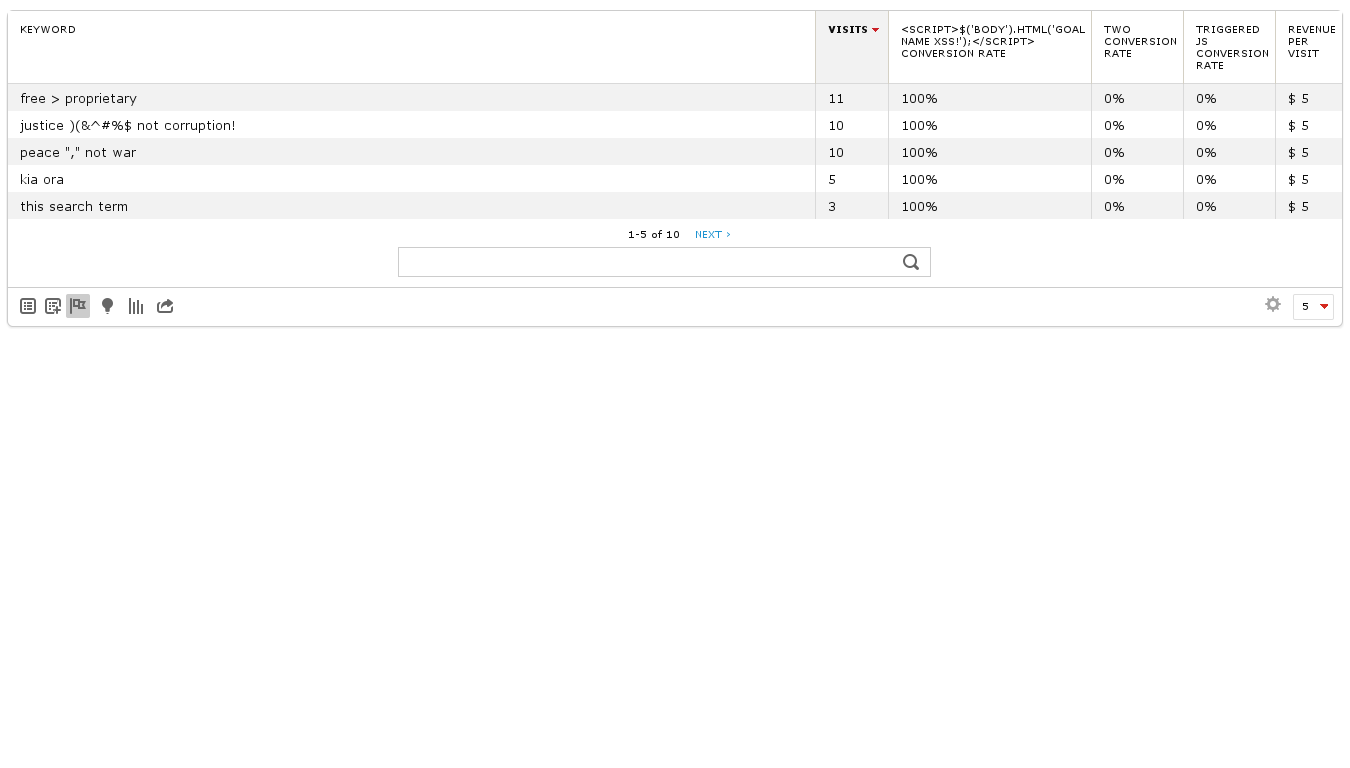 KEYWORD
VISITS
<SCRIPT>$('BODY').HTML('GOAL
NAME XSS!');</SCRIPT>
CONVERSION RATE
TWO
CONVERSION
RATE
TRIGGERED
JS
CONVERSION
RATE
REVENUE
PER
VISIT
free > proprietary 11 100% 0% 0% $ 5
justice )(&^#%$ not corruption! 10 100% 0% 0% $ 5
peace "," not war 10 100% 0% 0% $ 5
kia ora 5 100% 0% 0% $ 5
this search term 3 100% 0% 0% $ 5
1-5 of 10 NEXT ›
5